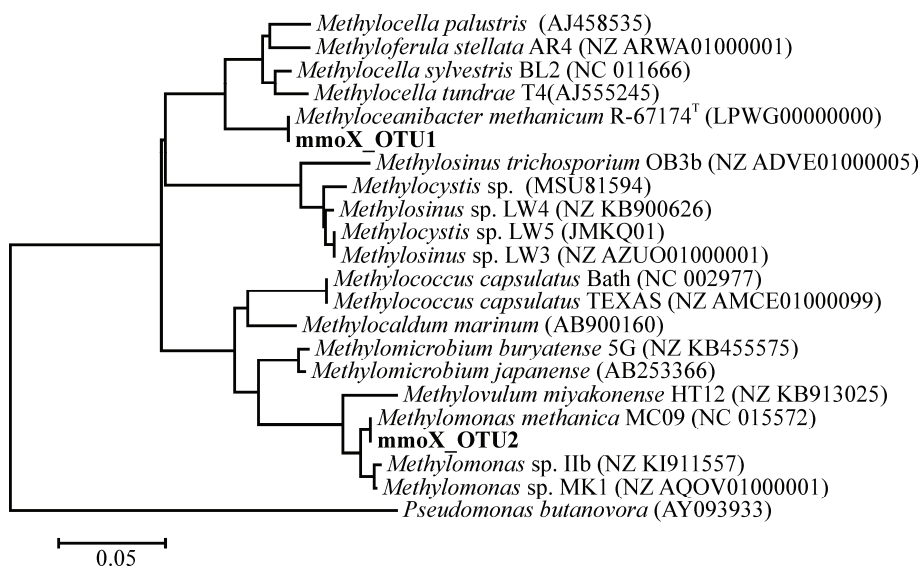 Methylocella palustris (AJ458535)
Methyloferula stellata AR4 (NZ ARWA01000001)
Methylocella sylvestris BL2 (NC 011666)
Methylocella tundrae T4(AJ555245)
Methyloceanibacter methanicum R-67174ᵀ (LPWG00000000)
mmoX_OTU1
Methylosinus trichosporium OB3b (NZ ADVE01000005)
Methylocystis sp. (MSU81594)
Methylosinus sp. LW4 (NZ KB900626)
Methylocystis sp. LW5 (JMKQ01)
Methylosinus sp. LW3 (NZ AZUO01000001)
Methylococcus capsulatus Bath (NC 002977)
Methylococcus capsulatus TEXAS (NZ AMCE01000099)
Methylocaldum marinum (AB900160)
Methylomicrobium buryatense 5G (NZ KB455575)
Methylomicrobium japanense (AB253366)
Methylovulum miyakonense HT12 (NZ KB913025)
Methylomonas methanica MC09 (NC 015572)
mmoX_OTU2
Methylomonas sp. IIb (NZ KI911557)
Methylomonas sp. MK1 (NZ AQOV01000001)
Pseudomonas butanovora (AY093933)
0.05